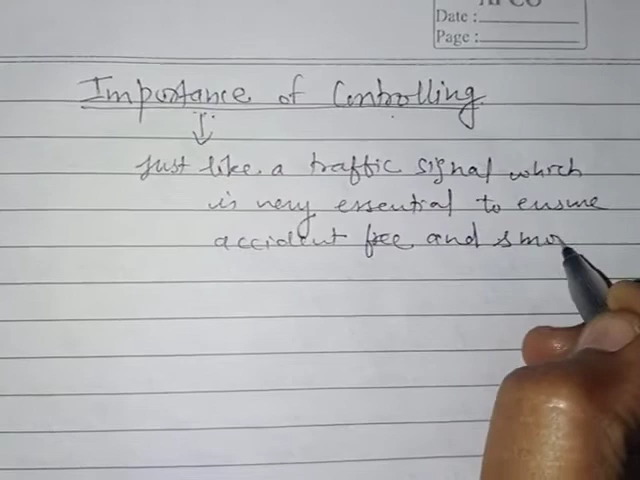 Date :
Page :
Importance of Controlling
Just like a traffic signal which
is very essential to ensure
accident free and smo